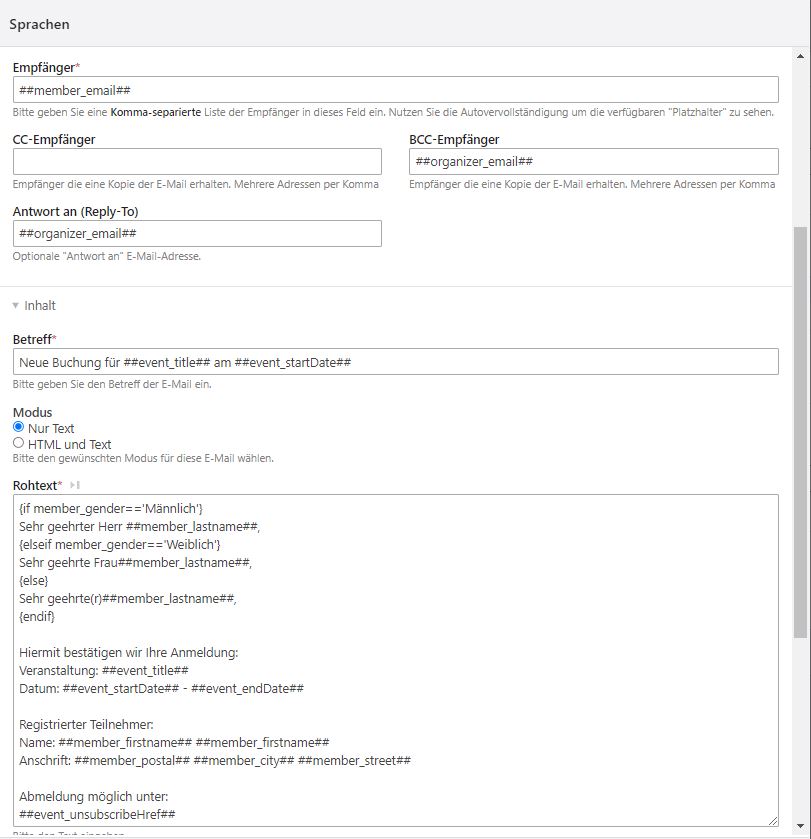 Sprachen
Empfänger*
##member_email##
Bitte geben Sie eine Komma-separierte Liste der Empfänger in dieses Feld ein. Nutzen Sie die Autovervollständigung um die verfügbaren "Platzhalter" zu sehen.
CC-Empfänger
BCC-Empfänger
##organizer_email##
Empfänger die eine Kopie der E-Mail erhalten. Mehrere Adressen per Komma
Empfänger die eine Kopie der E-Mail erhalten. Mehrere Adressen per Komma
Antwort an (Reply-To)
##organizer_email##
Optionale "Antwort an" E-Mail-Adresse.
Inhalt
Betreff*
Neue Buchung für ##event_title## am ##event_startDate##
Bitte geben Sie den Betreff der E-Mail ein.
Modus
Nur Text
HTML und Text
Bitte den gewünschten Modus für diese E-Mail wählen.
Rohtext*
{if member_gender=='Männlich'}
Sehr geehrter Herr ##member_lastname##,
{elseif member_gender=='Weiblich'}
Sehr geehrte Frau##member_lastname##,
{else}
Sehr geehrte(r)##member_lastname##,
{endif}
Hiermit bestätigen wir Ihre Anmeldung:
Veranstaltung: ##event_title##
Datum: ##event_startDate## - ##event_endDate##
Registrierter Teilnehmer:
Name: ##member_firstname## ##member_firstname##
Anschrift: ##member_postal## ##member_city## ##member_street##
Abmeldung möglich unter:
##event_unsubscribeHref##